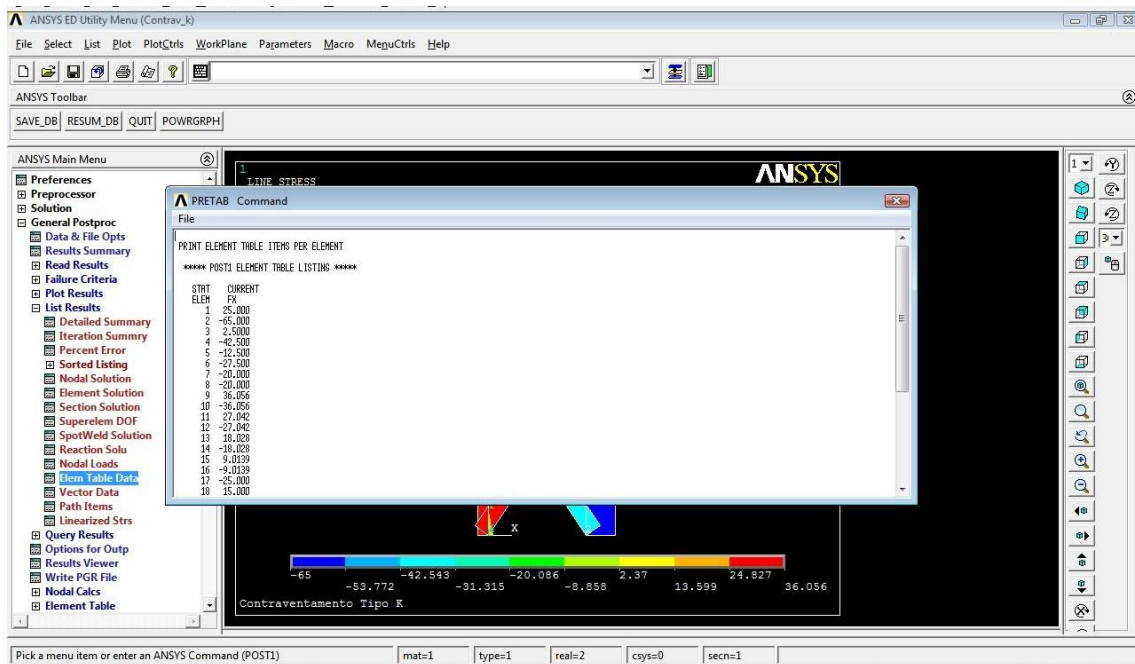 ANSYS ED Utility Menu (Contrav_k)
File Select List Plot PlotCtrls WorkPlane Parameters Macro MenuCtrls Help
ANSYS Toolbar
SAVE_DB RESUM_DB QUIT POWRGRPH
ANSYS Main Menu
Preferences
Preprocessor
Solution
General Postproc
Data & File Opts
Results Summary
Read Results
Failure Criteria
Plot Results
List Results
Detailed Summary
Iteration Summry
Percent Error
Sorted Listing
Nodal Solution
Element Solution
Section Solution
Superelem DOF
SpotWeld Solution
Reaction Solu
Nodal Loads
Elem Table Data
Vector Data
Path Items
Linearized Strs
Query Results
Options for Outp
Results Viewer
Write PGR File
Nodal Calcs
Element Table
1
LINE STRESS
ANSYS
PRETAB Command
File
PRINT ELEMENT TABLE ITEMS PER ELEMENT
***** POST1 ELEMENT TABLE LISTING *****
STAT CURRENT
ELEM FX
1 25.000
2 -65.000
3 2.5000
4 -42.500
5 -12.500
6 -27.500
7 -20.000
8 -20.000
9 36.056
10 -36.056
11 27.042
12 -27.042
13 18.028
14 -18.028
15 9.0139
16 -9.0139
17 -25.000
18 15.000
X
-65 -42.543 -20.086 2.37 24.827
-53.772 -31.315 -8.858 13.599 36.056
Contraventamento Tipo K
1
3
Pick a menu item or enter an ANSYS Command (POST1) mat=1 type=1 real=2 csys=0 secn=1